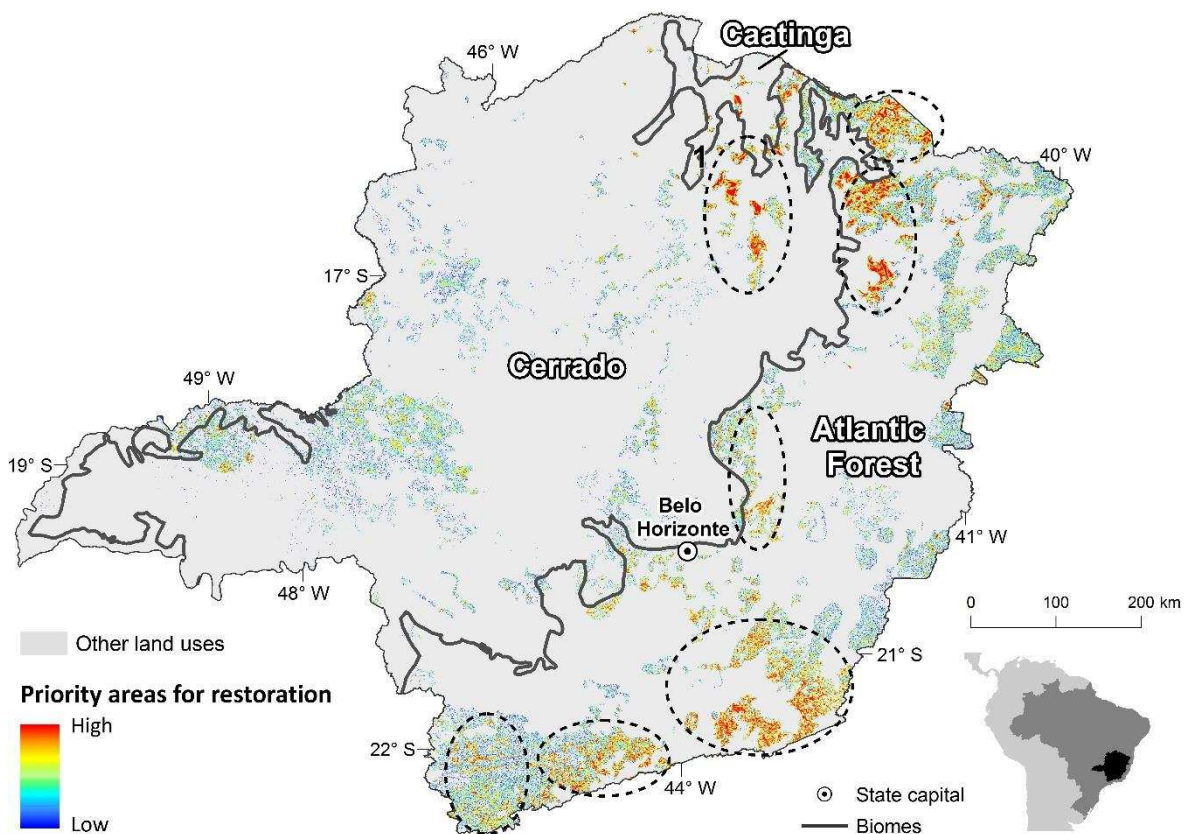 Caatinga
46° W
1
40° W
17° S
Cerrado
49° W
Atlantic
Forest
19° S
Belo
Horizonte
41° W
48° W
0 100 200 km
Other land uses
21° S
Priority areas for restoration
High
22° S
44° W
State capital
Low
Biomes